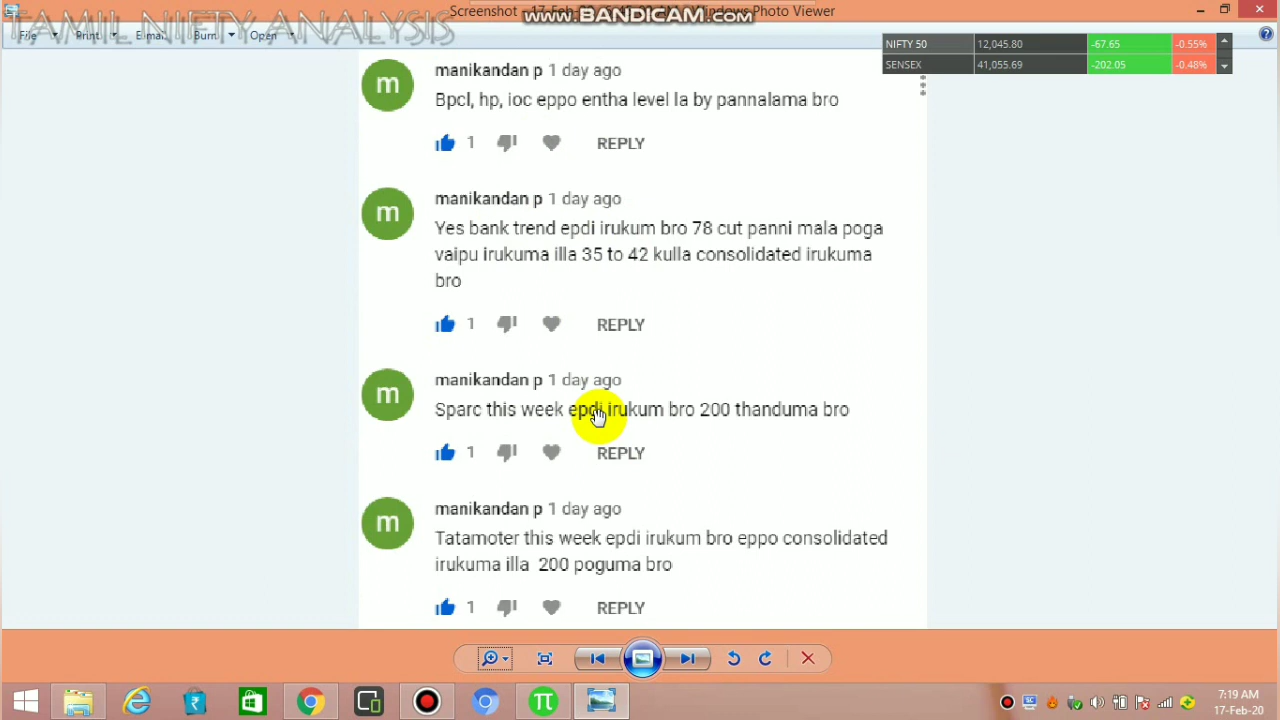 TAMIL NIFTY ANALYSIS
www.BANDICAM.com
Windows Photo Viewer
File Print E-mail Burn Open
NIFTY 50 12,045.80 -67.65 -0.55%
SENSEX 41,055.69 -202.05 -0.48%
m
manikandan p 1 day ago
Bpcl, hp, ioc eppo entha level la by pannalama bro
1 REPLY
m
manikandan p 1 day ago
Yes bank trend epdi irukum bro 78 cut panni mala poga
vaipu irukuma illa 35 to 42 kulla consolidated irukuma
bro
1 REPLY
m
manikandan p 1 day ago
Sparc this week epdi irukum bro 200 thanduma bro
1 REPLY
m
manikandan p 1 day ago
Tatamoter this week epdi irukum bro eppo consolidated
irukuma illa 200 poguma bro
1 REPLY
7:19 AM
17-Feb-20